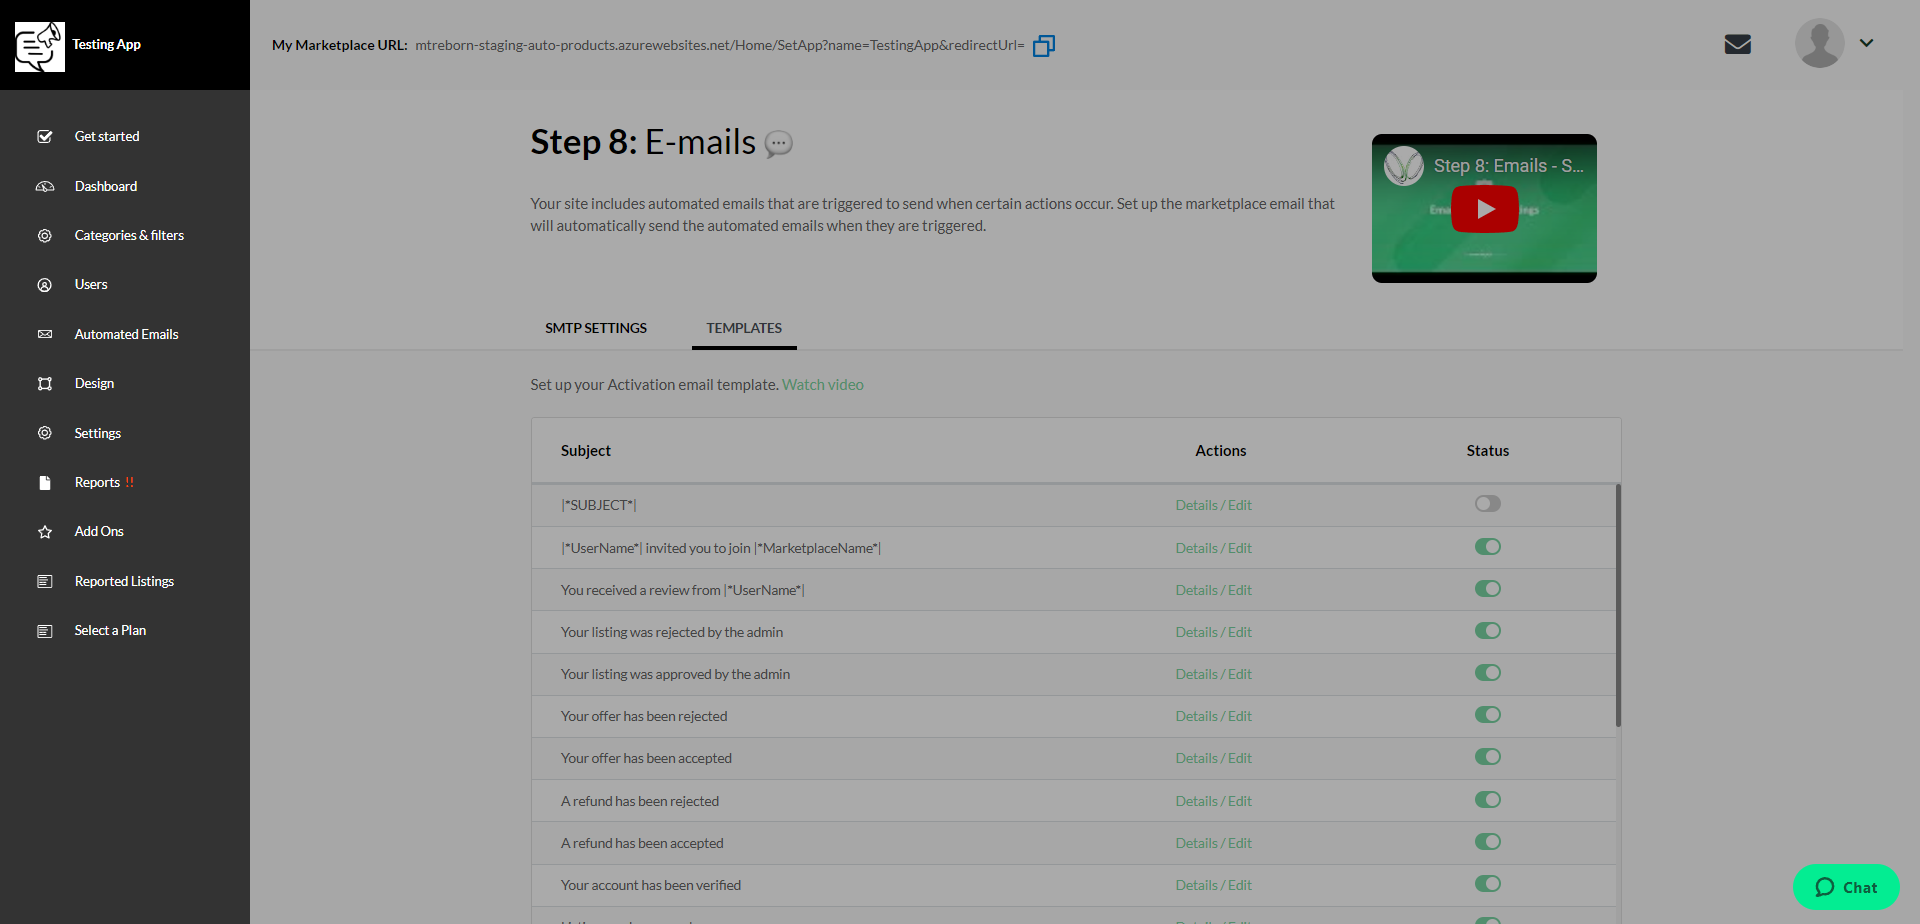 Testing App
My Marketplace URL: mtreborn-staging-auto-products.azurewebsites.net/Home/SetApp?name=TestingApp&redirectUrl=
Get started
Dashboard
Categories & filters
Users
Automated Emails
Design
Settings
Reports !!
Add Ons
Reported Listings
Select a Plan
Step 8: E-mails
Your site includes automated emails that are triggered to send when certain actions occur. Set up the marketplace email that
will automatically send the automated emails when they are triggered.
Step 8: Emails - S...
SMTP SETTINGS
TEMPLATES
Set up your Activation email template. Watch video
Subject Actions Status
|*SUBJECT*| Details / Edit
|*UserName*| invited you to join |*MarketplaceName*| Details / Edit
You received a review from |*UserName*| Details / Edit
Your listing was rejected by the admin Details / Edit
Your listing was approved by the admin Details / Edit
Your offer has been rejected Details / Edit
Your offer has been accepted Details / Edit
A refund has been rejected Details / Edit
A refund has been accepted Details / Edit
Your account has been verified Details / Edit
Chat